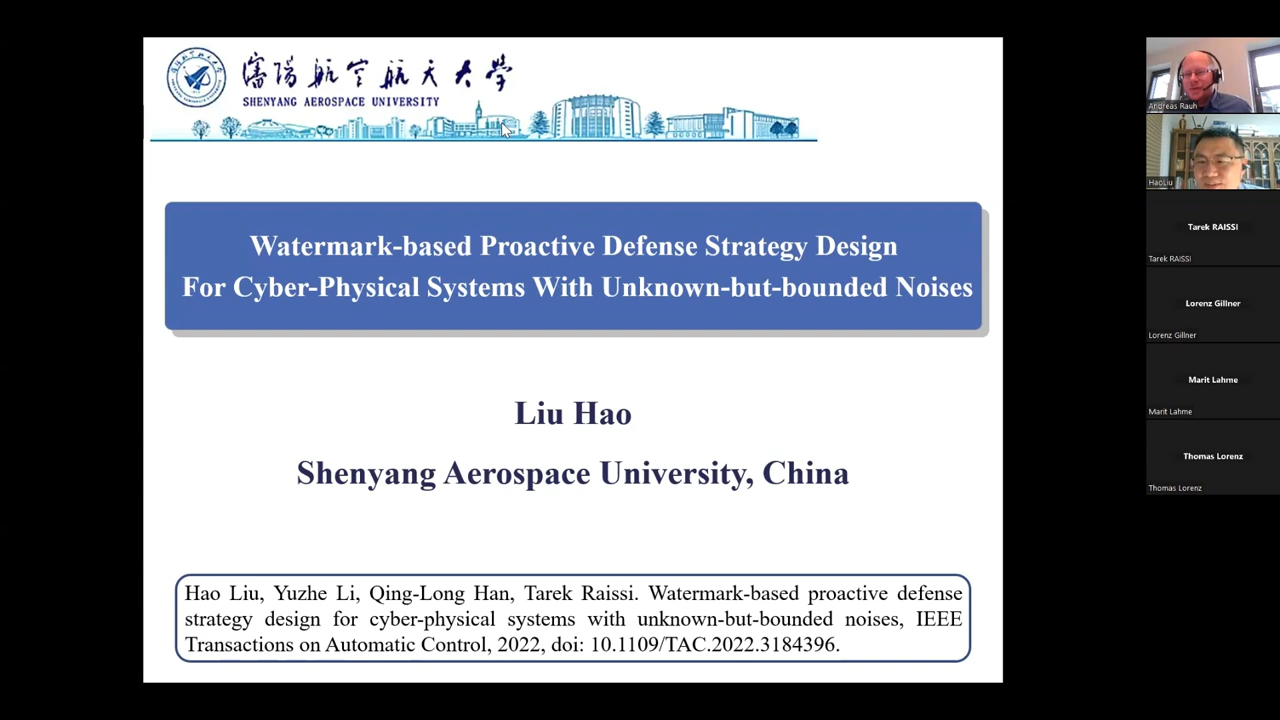 瀋陽航空航天大學
SHENYANG AEROSPACE UNIVERSITY
Watermark-based Proactive Defense Strategy Design
For Cyber-Physical Systems With Unknown-but-bounded Noises
Liu Hao
Shenyang Aerospace University, China
Hao Liu, Yuzhe Li, Qing-Long Han, Tarek Raissi. Watermark-based proactive defense
strategy design for cyber-physical systems with unknown-but-bounded noises, IEEE
Transactions on Automatic Control, 2022, doi: 10.1109/TAC.2022.3184396.
Andreas Rauh
HaoLiu
Tarek RAISSI
Tarek RAISSI
Lorenz Gillner
Lorenz Gillner
Marit Lahme
Marit Lahme
Thomas Lorenz
Thomas Lorenz